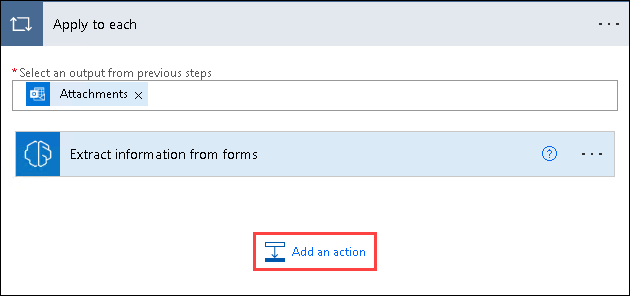 Apply to each
* Select an output from previous steps
Attachments ×
Extract information from forms
Add an action